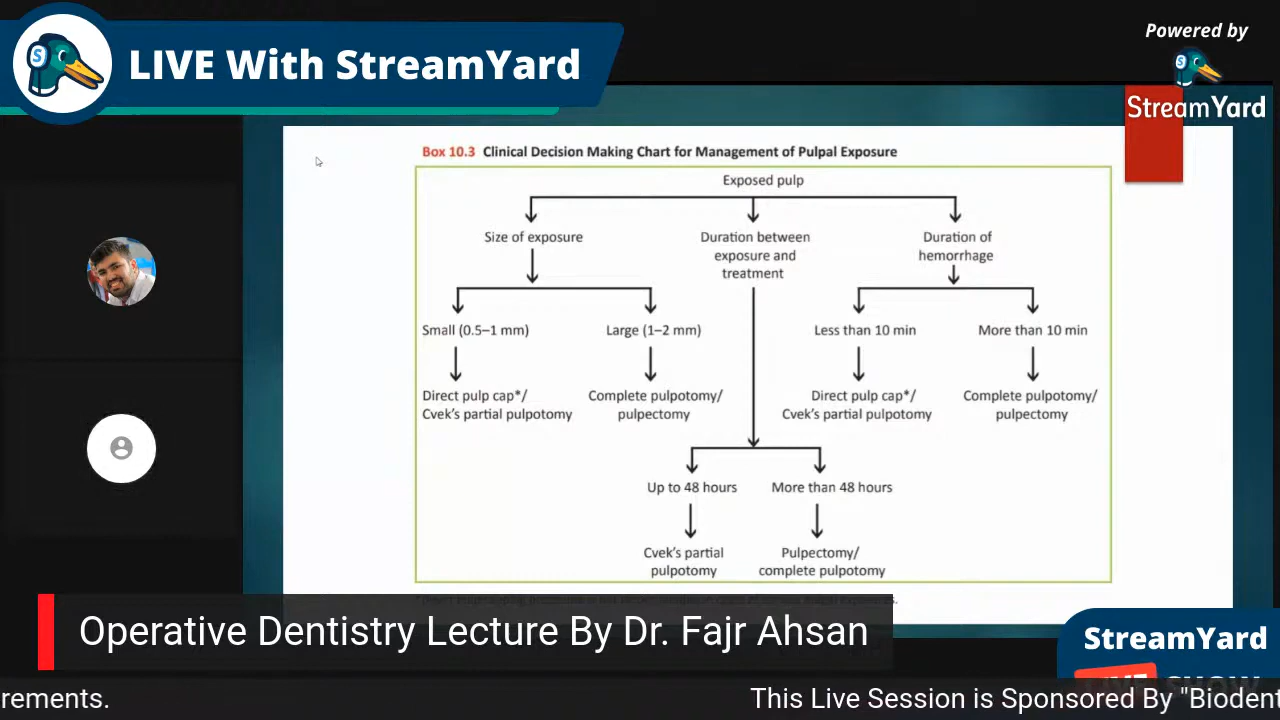 LIVE With StreamYard
Powered by
StreamYard
Box 10.3 Clinical Decision Making Chart for Management of Pulpal Exposure
Exposed pulp
Size of exposure
Duration between
exposure and
treatment
Duration of
hemorrhage
Small (0.5–1 mm)
Large (1–2 mm)
Less than 10 min
More than 10 min
Direct pulp cap*/
Cvek's partial pulpotomy
Complete pulpotomy/
pulpectomy
Direct pulp cap*/
Cvek's partial pulpotomy
Complete pulpotomy/
pulpectomy
Up to 48 hours
More than 48 hours
Cvek's partial
pulpotomy
Pulpectomy/
complete pulpotomy
Operative Dentistry Lecture By Dr. Fajr Ahsan
StreamYard
LIVE SHOW
rements.
This Live Session is Sponsored By "Biodent